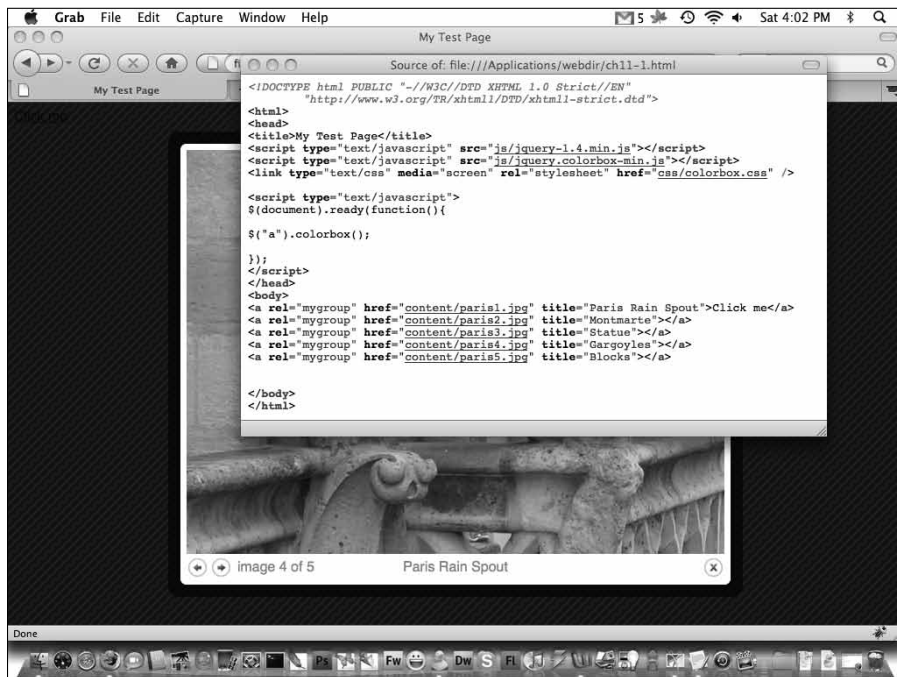 Grab File Edit Capture Window Help 5 Sat 4:02 PM
My Test Page
Source of: file:///Applications/webdir/ch11-1.html
My Test Page
Click me
<!DOCTYPE html PUBLIC "-//W3C//DTD XHTML 1.0 Strict//EN"
"http://www.w3.org/TR/xhtml1/DTD/xhtml1-strict.dtd">
<html>
<head>
<title>My Test Page</title>
<script type="text/javascript" src="js/jquery-1.4.min.js"></script>
<script type="text/javascript" src="js/jquery.colorbox-min.js"></script>
<link type="text/css" media="screen" rel="stylesheet" href="css/colorbox.css" />
<script type="text/javascript">
$(document).ready(function(){
$("a").colorbox();
});
</script>
</head>
<body>
<a rel="mygroup" href="content/paris1.jpg" title="Paris Rain Spout">Click me</a>
<a rel="mygroup" href="content/paris2.jpg" title="Montmarte"></a>
<a rel="mygroup" href="content/paris3.jpg" title="Statue"></a>
<a rel="mygroup" href="content/paris4.jpg" title="Gargoyles"></a>
<a rel="mygroup" href="content/paris5.jpg" title="Blocks"></a>
</body>
</html>
image 4 of 5 Paris Rain Spout
Done
Ps Fw Dw S FL